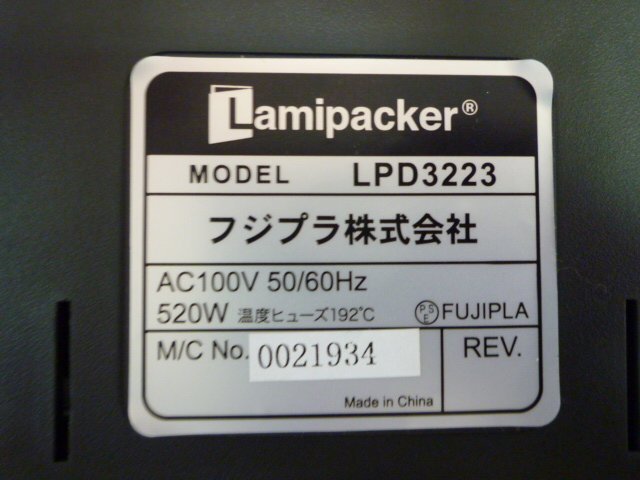 Lamipacker®
MODEL LPD3223
フジプラ株式会社
AC100V 50/60Hz
520W 温度ヒューズ192℃ PSE FUJIPLA
M/C No. 0021934 REV.
Made in China